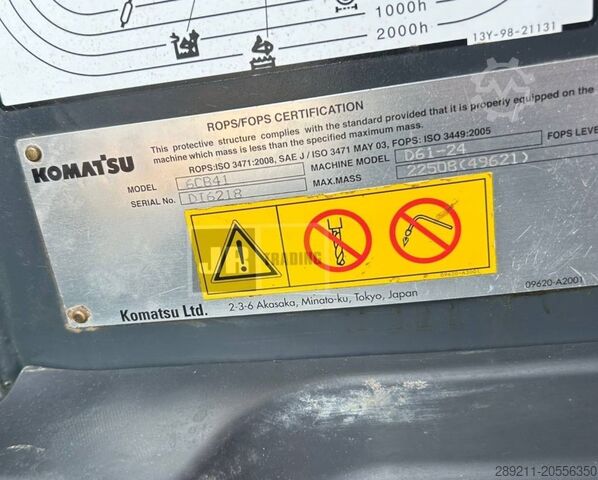 1000h
2000h
13Y-98-21131
KOMATSU
ROPS/FOPS CERTIFICATION
This protective structure complies with the standard provided that it is properly equipped on the
machine which mass is less than the specified maximum mass.
ROPS:ISO 3471:2008, SAE J / ISO 3471 MAY 03, FOPS: ISO 3449:2005
FOPS LEVEL
MODEL 6CB41 MACHINE MODEL D61-24
SERIAL No. DI6218 MAX.MASS 22508(49621)
TRADING
09620-A2001
09620-A2001
Komatsu Ltd. 2-3-6 Akasaka, Minato-ku, Tokyo, Japan
289211-20556350